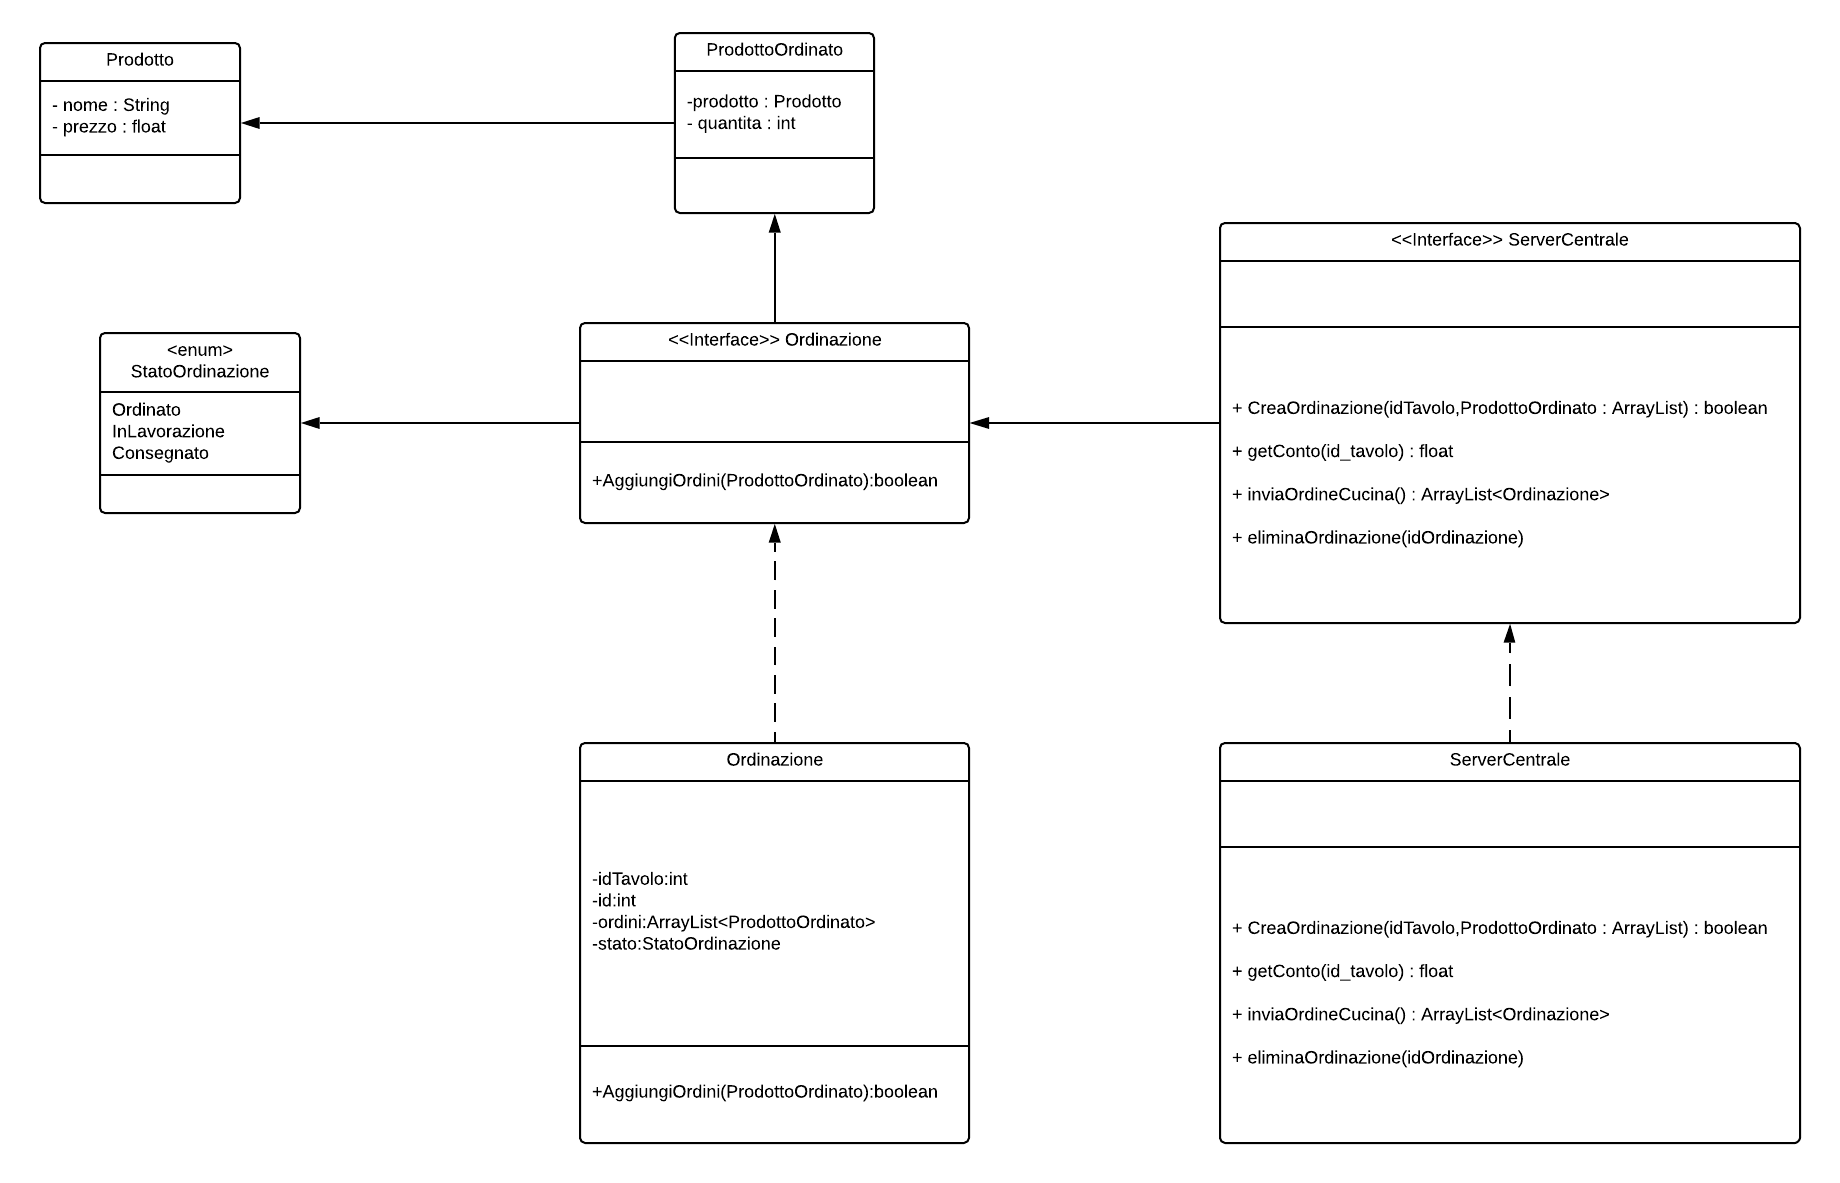 Prodotto
- nome : String
- prezzo : float
ProdottoOrdinato
-prodotto : Prodotto
- quantita : int
<<Interface>> ServerCentrale
+ CreaOrdinazione(idTavolo,ProdottoOrdinato : ArrayList) : boolean
+ getConto(id_tavolo) : float
+ inviaOrdineCucina() : ArrayList<Ordinazione>
+ eliminaOrdinazione(idOrdinazione)
<enum>
StatoOrdinazione
Ordinato
InLavorazione
Consegnato
<<Interface>> Ordinazione
+AggiungiOrdini(ProdottoOrdinato):boolean
Ordinazione
-idTavolo:int
-id:int
-ordini:ArrayList<ProdottoOrdinato>
-stato:StatoOrdinazione
+AggiungiOrdini(ProdottoOrdinato):boolean
ServerCentrale
+ CreaOrdinazione(idTavolo,ProdottoOrdinato : ArrayList) : boolean
+ getConto(id_tavolo) : float
+ inviaOrdineCucina() : ArrayList<Ordinazione>
+ eliminaOrdinazione(idOrdinazione)